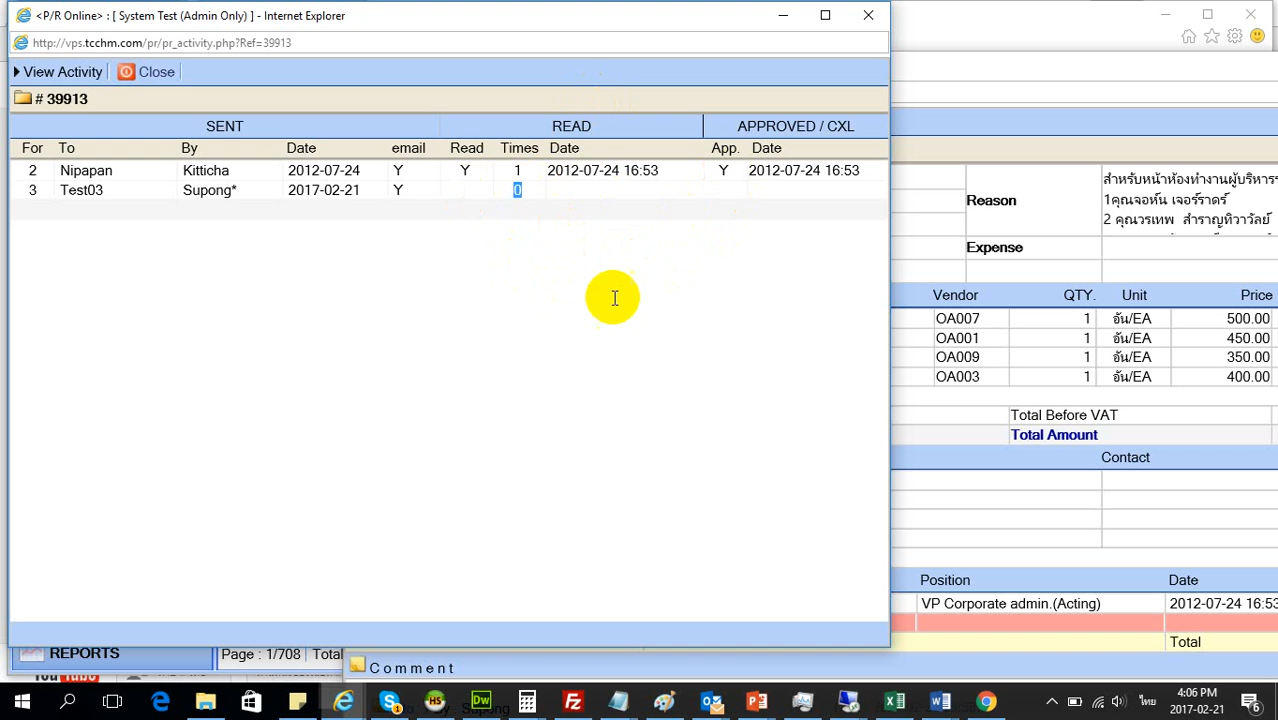 <P/R Online> : [ System Test (Admin Only) ] - Internet Explorer
http://vps.tcchm.com/pr/pr_activity.php?Ref=39913
View Activity Close
# 39913
SENT READ APPROVED / CXL
For To By Date email Read Times Date App. Date
2 Nipapan Kitticha 2012-07-24 Y Y 1 2012-07-24 16:53 Y 2012-07-24 16:53
3 Test03 Supong* 2017-02-21 Y 0
Reason
สำหรับหน้าห้องทำงานผู้บริหาร
1คุณจอห์น เจอร์ราดร์
2 คุณวรเทพ สำราญทิวาวัลย์
Expense
Vendor QTY. Unit Price
OA007 1 อัน/EA 500.00
OA001 1 อัน/EA 450.00
OA009 1 อัน/EA 350.00
OA003 1 อัน/EA 400.00
Total Before VAT
Total Amount
Contact
Position Date
VP Corporate admin.(Acting) 2012-07-24 16:53
Total
REPORTS Page : 1/708 Total
Comment
4:06 PM
ไทย
2017-02-21